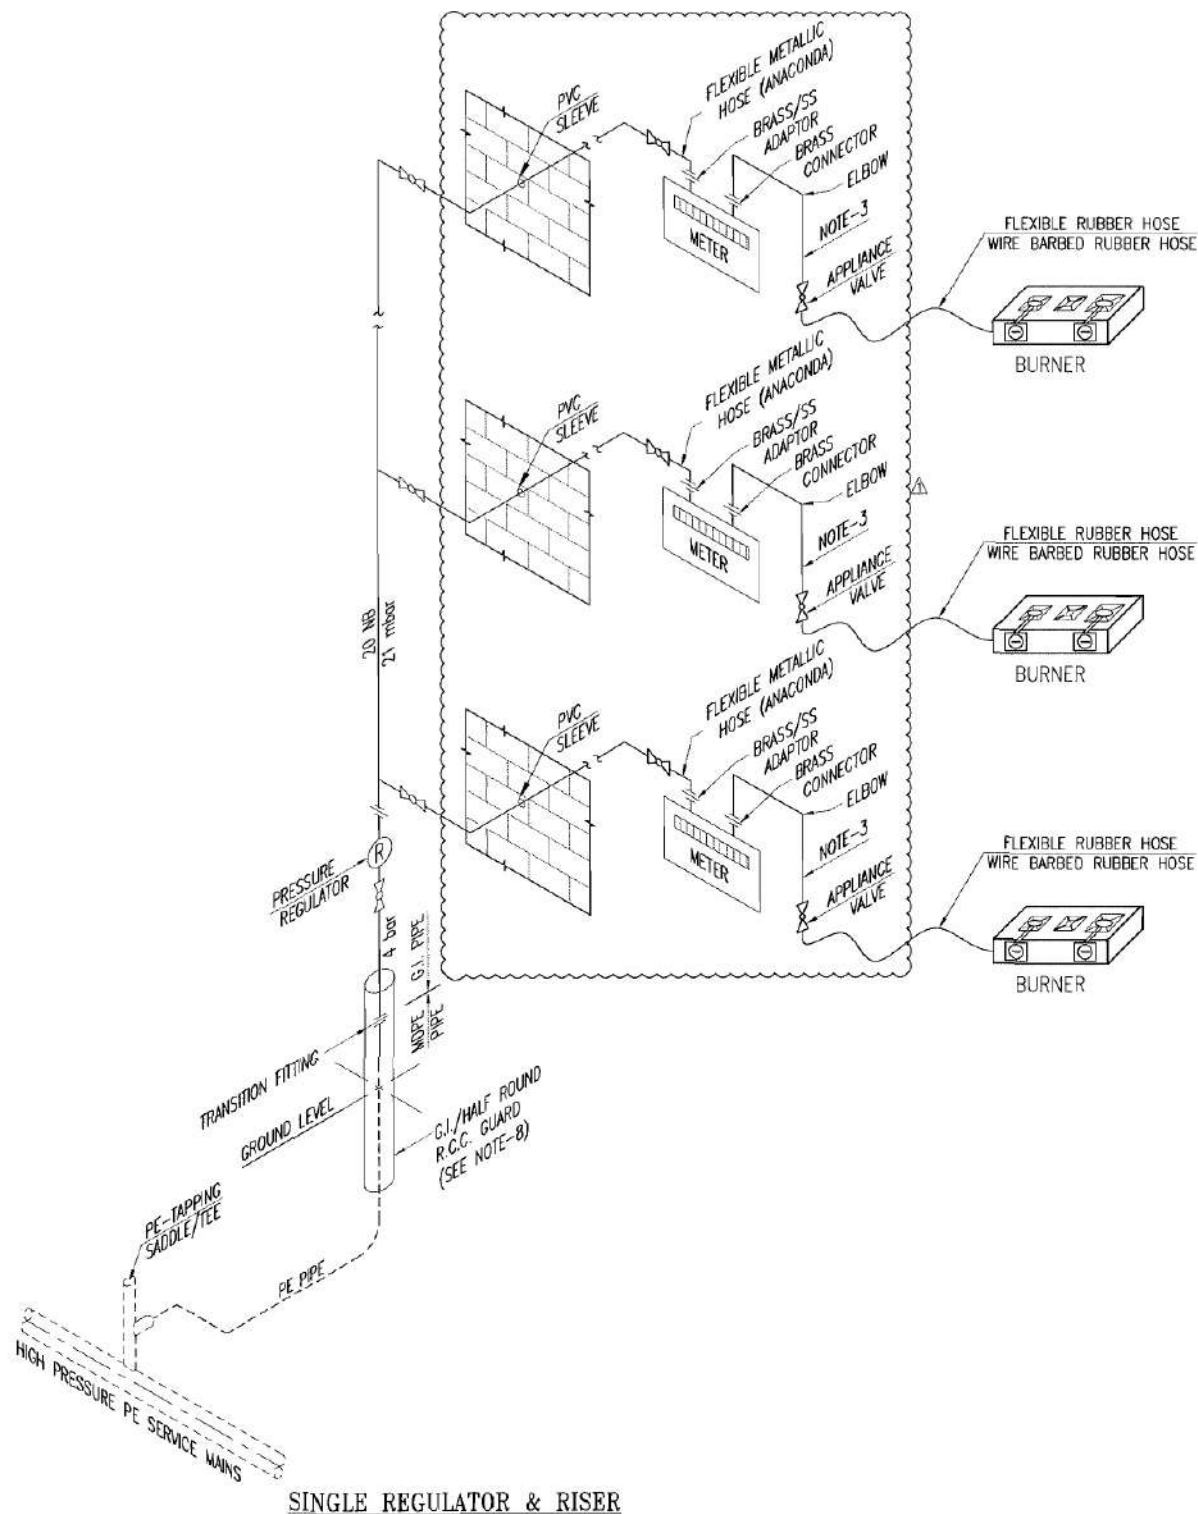 FLEXIBLE METALLIC
HOSE (ANACONDA)
BRASS/SS
ADAPTOR
BRASS
CONNECTOR
PVC
SLEEVE
ELBOW
METER
NOTE-3
APPLIANCE
VALVE
FLEXIBLE RUBBER HOSE
WIRE BARBED RUBBER HOSE
BURNER
FLEXIBLE METALLIC
HOSE (ANACONDA)
BRASS/SS
ADAPTOR
BRASS
CONNECTOR
PVC
SLEEVE
ELBOW
1
METER
NOTE-3
APPLIANCE
VALVE
FLEXIBLE RUBBER HOSE
WIRE BARBED RUBBER HOSE
BURNER
20 NB
21 mbar
FLEXIBLE METALLIC
HOSE (ANACONDA)
BRASS/SS
ADAPTOR
BRASS
CONNECTOR
PVC
SLEEVE
ELBOW
METER
NOTE-3
APPLIANCE
VALVE
FLEXIBLE RUBBER HOSE
WIRE BARBED RUBBER HOSE
BURNER
R
PRESSURE
REGULATOR
4 bar
G.I. PIPE
MDPE
PIPE
TRANSITION FITTING
GROUND LEVEL
G.I./HALF ROUND
R.C.C. GUARD
(SEE NOTE-8)
PE-TAPPING
SADDLE/TEE
PE PIPE
HIGH PRESSURE PE SERVICE MAINS
SINGLE REGULATOR & RISER